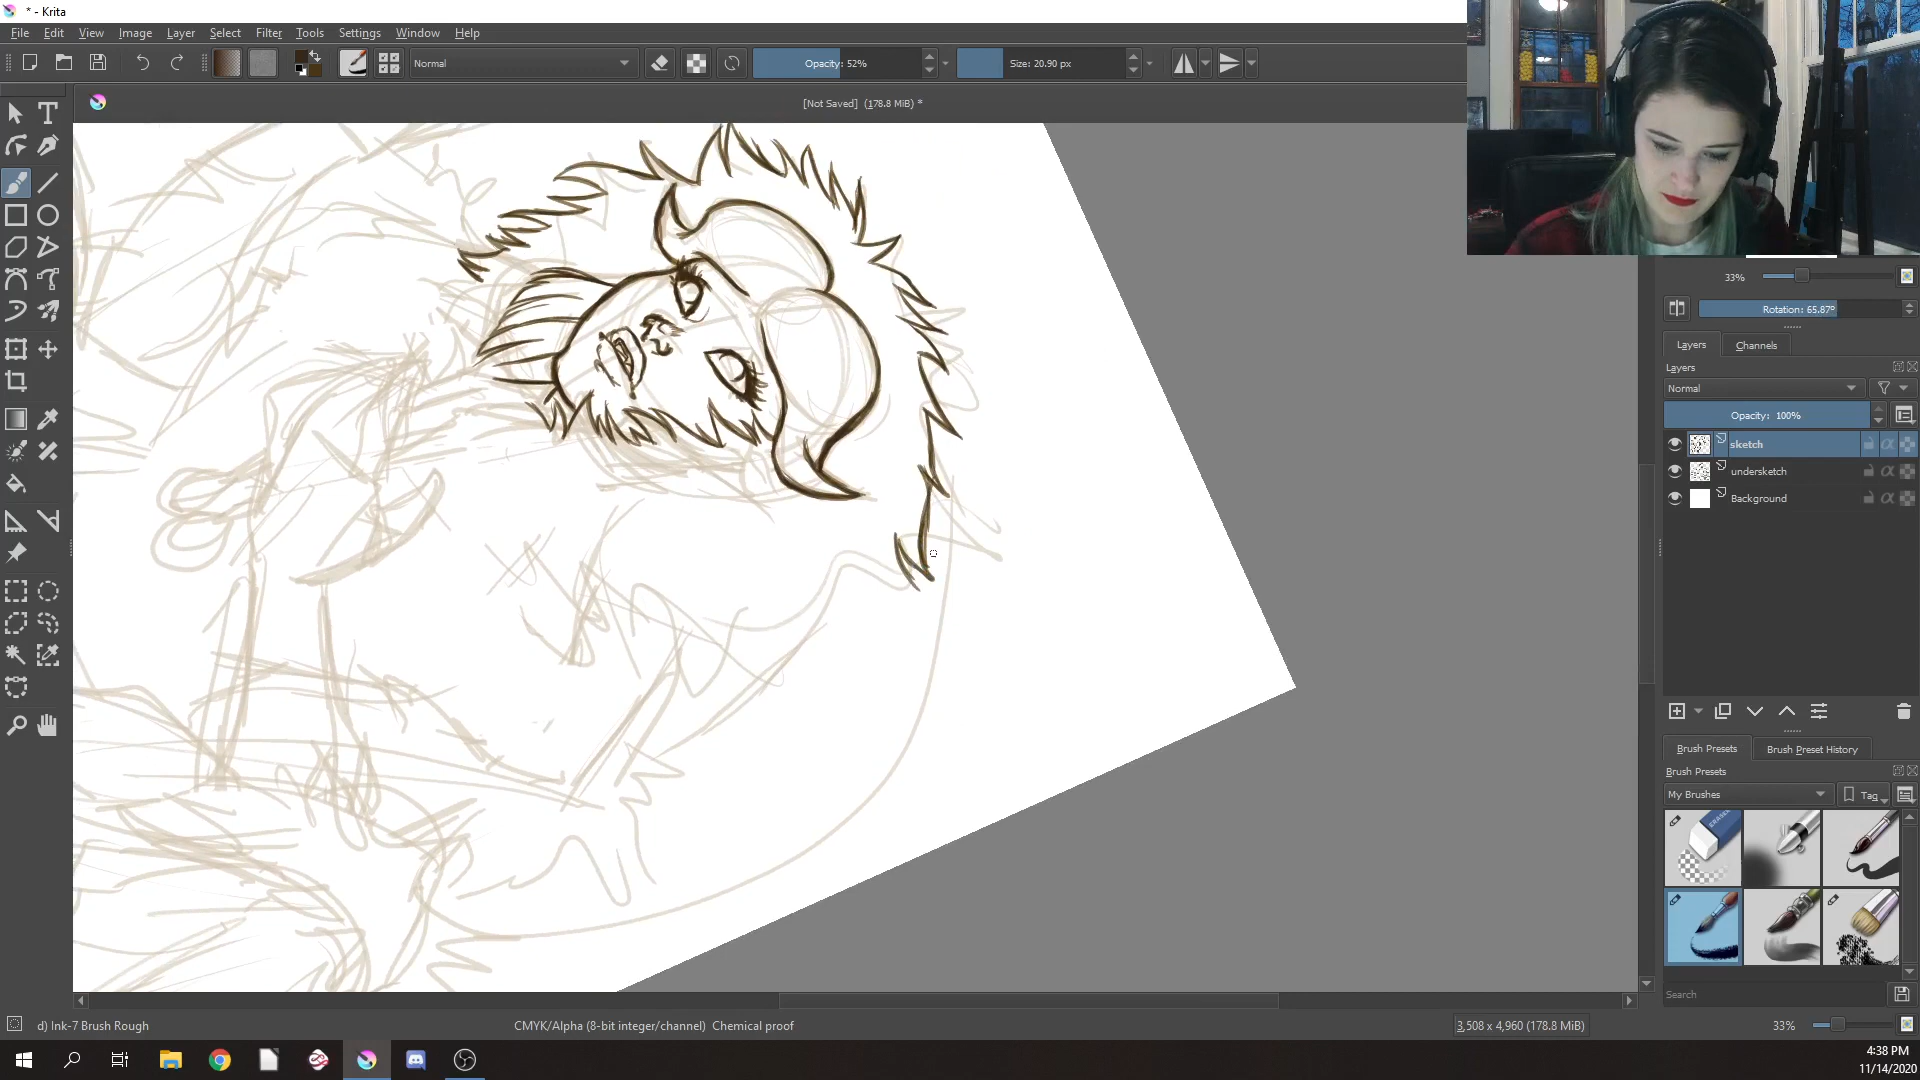 * - Krita
File Edit View Image Layer Select Filter Tools Settings Window Help
Normal Opacity: 52% Size: 20.90 px
[Not Saved] (178.8 MiB) *
33%
Rotation: 65.87°
Layers Channels
Layers
Normal
Opacity: 100%
sketch
undersketch
Background
Brush Presets Brush Preset History
Brush Presets
My Brushes Tag
ERASER
Search
d) Ink-7 Brush Rough CMYK/Alpha (8-bit integer/channel) Chemical proof 3,508 x 4,960 (178.8 MiB) 33%
4:38 PM
11/14/2020